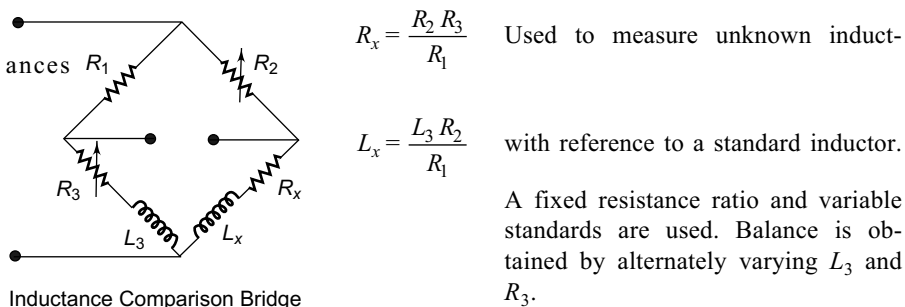 ances
R₁
R₂
R₃
Rₓ
L₃
Lₓ
Inductance Comparison Bridge
Rₓ = R₂ R₃ / R₁
Used to measure unknown induct-
Lₓ = L₃ R₂ / R₁
with reference to a standard inductor.
A fixed resistance ratio and variable
standards are used. Balance is ob-
tained by alternately varying L₃ and
R₃.